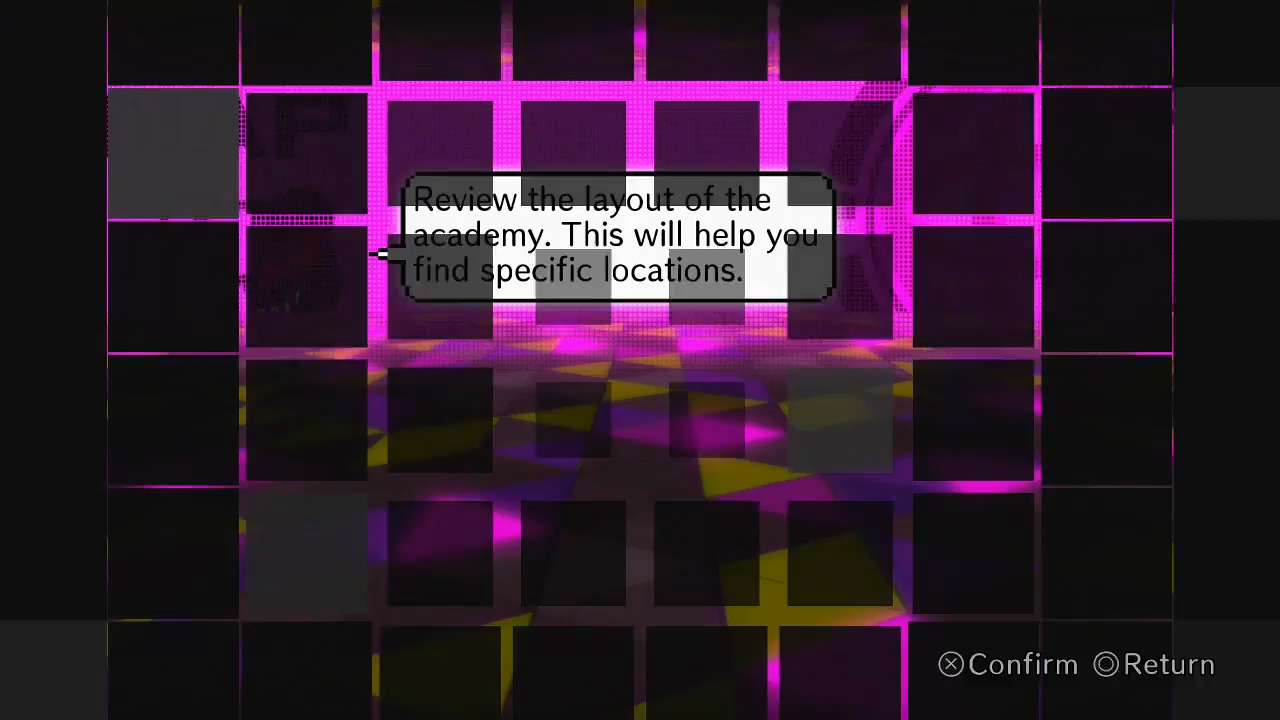 Review the layout of the
academy. This will help you
find specific locations.
ⓧConfirm ◎Return